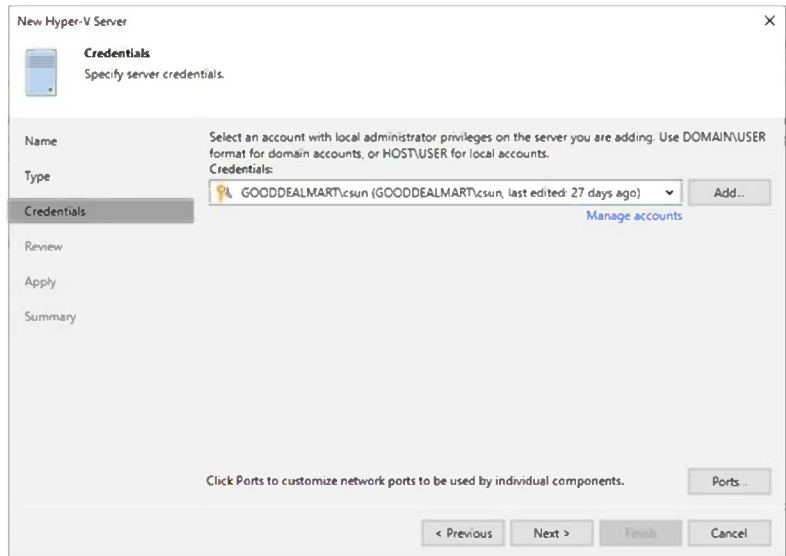 New Hyper-V Server
Credentials
Specify server credentials.
Name
Type
Credentials
Review
Apply
Summary
Select an account with local administrator privileges on the server you are adding. Use DOMAIN\USER
format for domain accounts, or HOST\USER for local accounts.
Credentials:
GOODDEALMART\csun (GOODDEALMART\csun, last edited: 27 days ago)
Add...
Manage accounts
Click Ports to customize network ports to be used by individual components.
Ports...
< Previous
Next >
Finish
Cancel